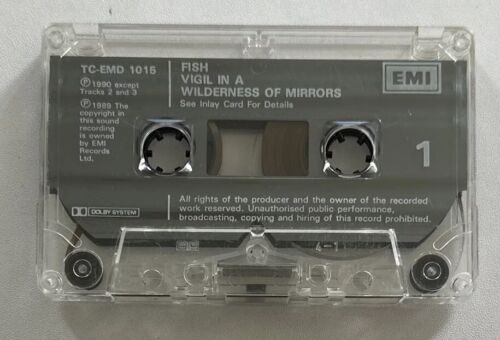 TC-EMD 1015
℗ 1990 except
Tracks 2 and 3
℗ 1989 The
copyright in
this sound
recording
is owned
by EMI
Records
Ltd.
FISH
VIGIL IN A
WILDERNESS OF MIRRORS
See Inlay Card For Details
EMI
1
All rights of the producer and the owner of the recorded
work reserved. Unauthorised public performance,
broadcasting, copying and hiring of this record prohibited.
DOLBY SYSTEM
4-1